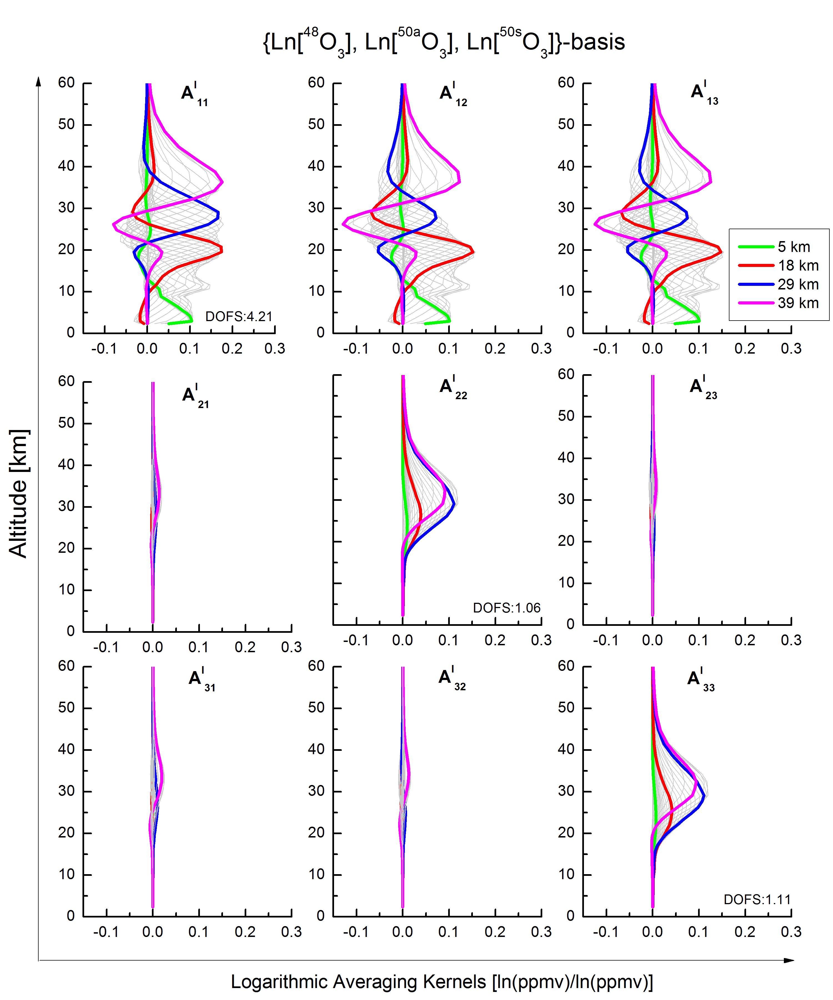 {Ln[48O3], Ln[50aO3], Ln[50sO3]}-basis
A^l_11
A^l_12
A^l_13
60
50
40
30
20
10
0
60
50
40
30
20
10
0
60
50
40
30
20
10
0
5 km
18 km
29 km
39 km
DOFS:4.21
-0.1 0.0 0.1 0.2 0.3
-0.1 0.0 0.1 0.2 0.3
-0.1 0.0 0.1 0.2 0.3
Altitude [km]
A^l_21
A^l_22
A^l_23
60
50
40
30
20
10
0
60
50
40
30
20
10
0
DOFS:1.06
-0.1 0.0 0.1 0.2 0.3
-0.1 0.0 0.1 0.2 0.3
-0.1 0.0 0.1 0.2 0.3
A^l_31
A^l_32
A^l_33
60
50
40
30
20
10
0
60
50
40
30
20
10
0
60
50
40
30
20
10
0
DOFS:1.11
-0.1 0.0 0.1 0.2 0.3
-0.1 0.0 0.1 0.2 0.3
-0.1 0.0 0.1 0.2 0.3
Logarithmic Averaging Kernels [ln(ppmv)/ln(ppmv)]